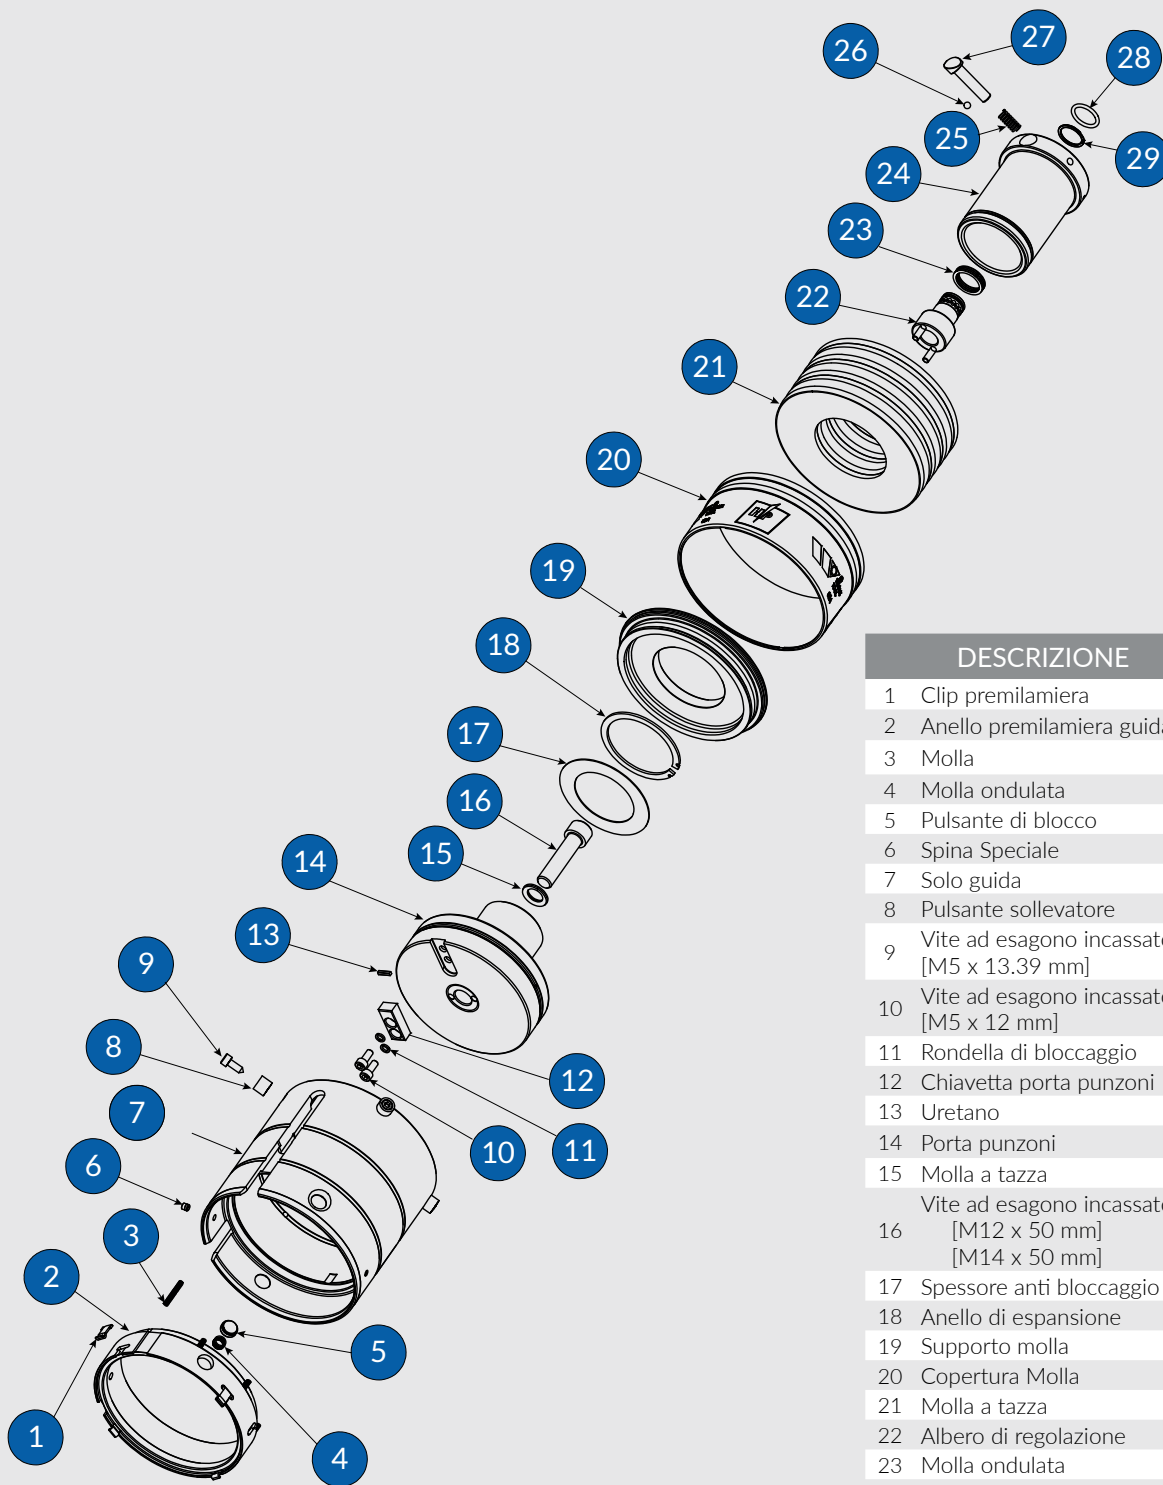 27
26
28
25
29
24
23
22
21
20
19
18
17
16
15
14
13
9
8
12
7
11
10
6
3
2
5
1
4
DESCRIZIONE
1 Clip premilamiera
2 Anello premilamiera guida
3 Molla
4 Molla ondulata
5 Pulsante di blocco
6 Spina Speciale
7 Solo guida
8 Pulsante sollevatore
9 Vite ad esagono incassato
[M5 x 13.39 mm]
10 Vite ad esagono incassato
[M5 x 12 mm]
11 Rondella di bloccaggio
12 Chiavetta porta punzoni
13 Uretano
14 Porta punzoni
15 Molla a tazza
16 Vite ad esagono incassato
[M12 x 50 mm]
[M14 x 50 mm]
17 Spessore anti bloccaggio
18 Anello di espansione
19 Supporto molla
20 Copertura Molla
21 Molla a tazza
22 Albero di regolazione
23 Molla ondulata